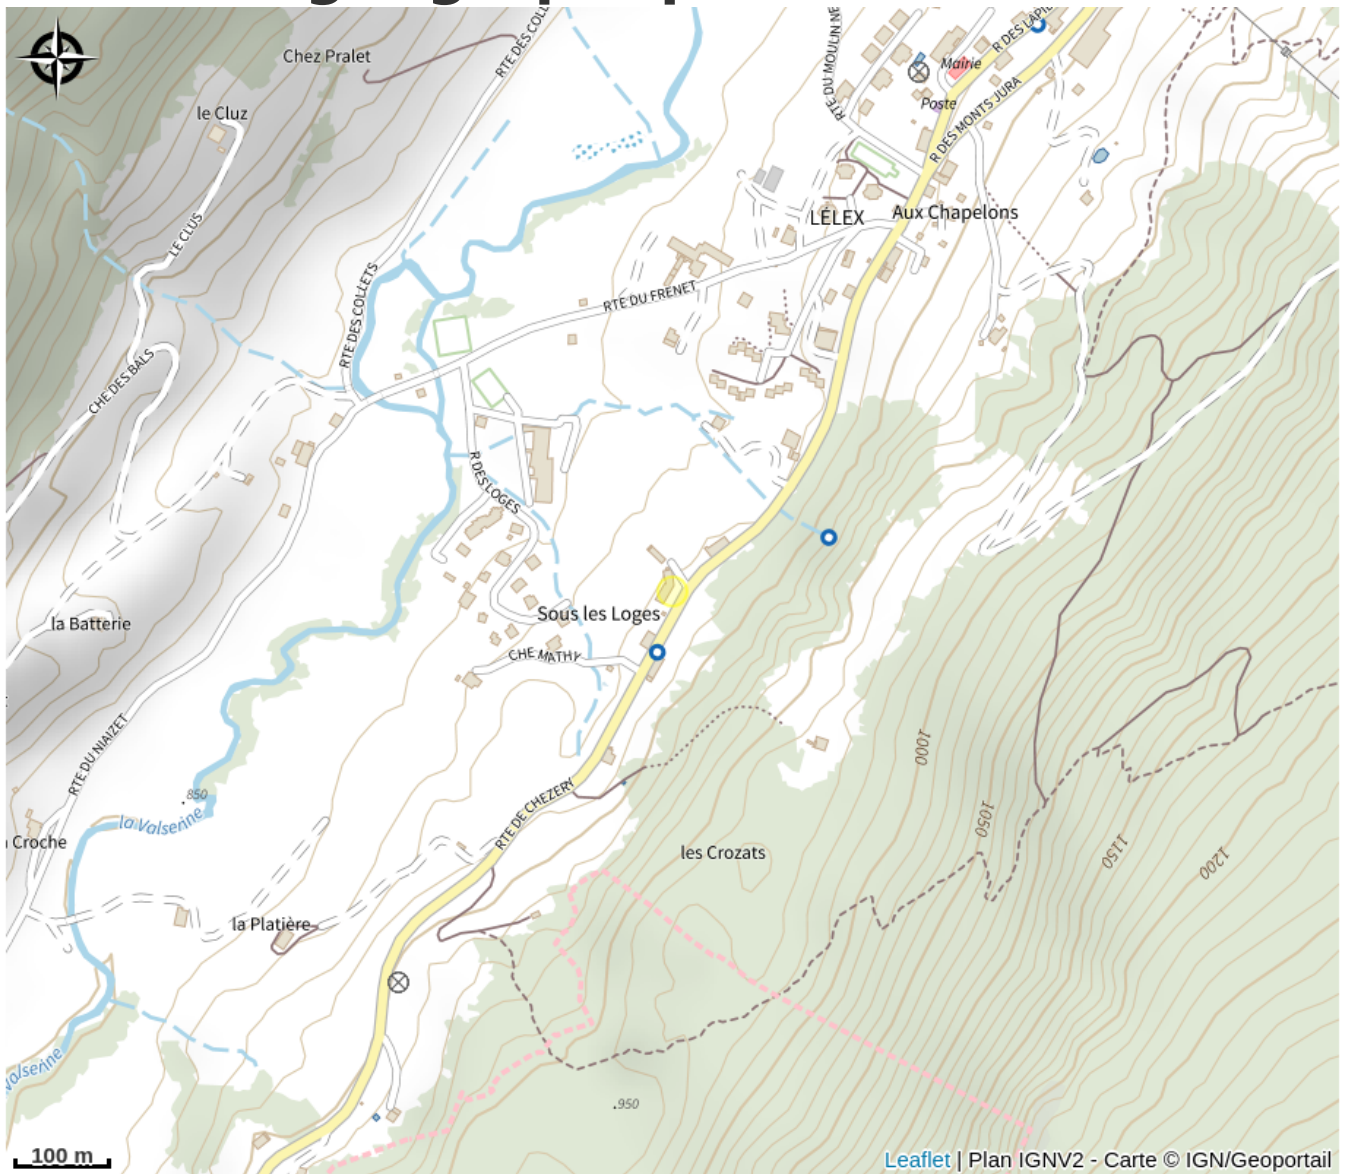 RTE DES COLL
RTE DU MOULIN NE
R DES LAPIE
Chez Pralet
Mairie
Poste
R DES MONTS JURA
le Cluz
LE CLUS
LÉLEX
Aux Chapelons
RTE DES COLLETS
RTE DU FRENET
CHE DES BALS
R DES LOGES
la Batterie
Sous les Loges
CHE MATHY
RTE DU NIAIZET
1000
850
la Valserine
RTE DE CHEZERY
1050
1150
1200
Croche
les Crozats
la Platière
Valserine
.950
100 m
Leaflet | Plan IGNV2 - Carte © IGN/Geoportail